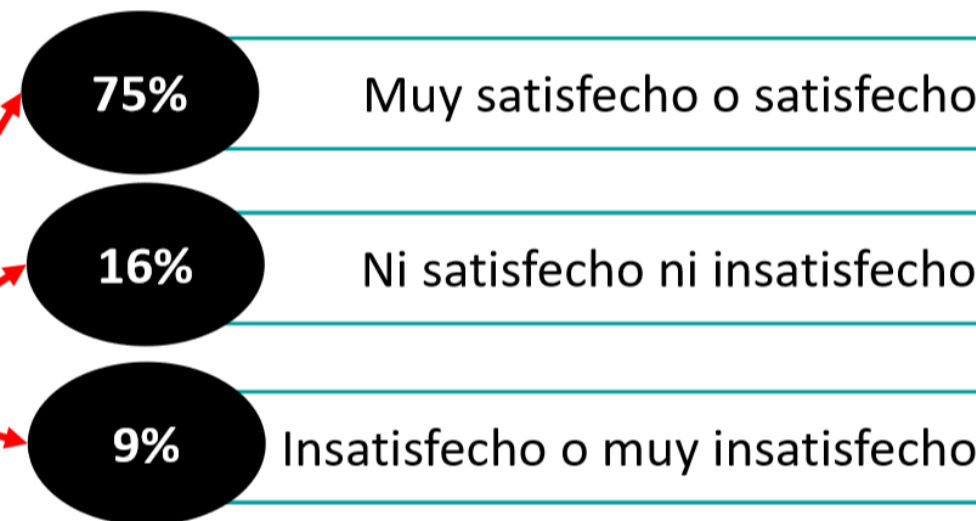 75% Muy satisfecho o satisfecho
16% Ni satisfecho ni insatisfecho
9% Insatisfecho o muy insatisfecho